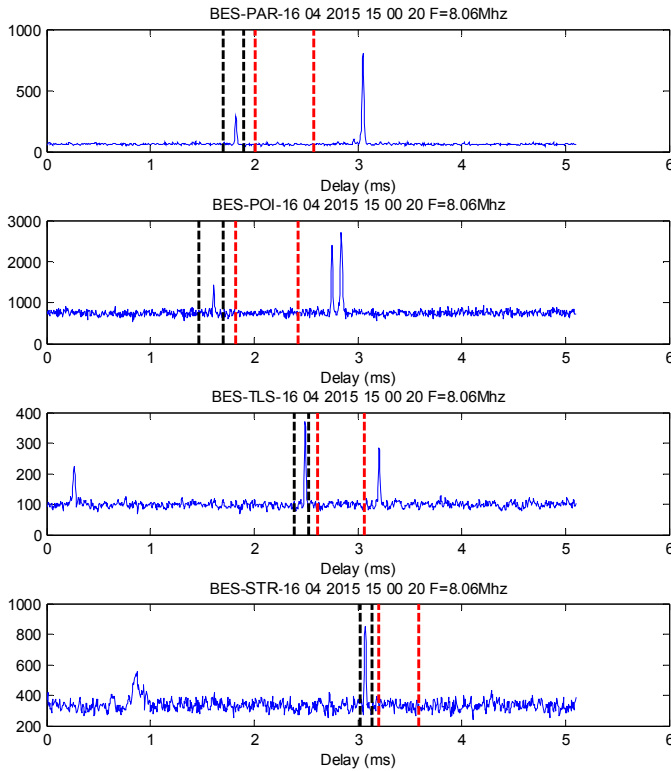 BES-PAR-16 04 2015 15 00 20 F=8.06Mhz
1000
500
0
0 1 2 3 4 5 6
Delay (ms)
BES-POI-16 04 2015 15 00 20 F=8.06Mhz
3000
2000
1000
0
0 1 2 3 4 5 6
Delay (ms)
BES-TLS-16 04 2015 15 00 20 F=8.06Mhz
400
300
200
100
0
0 1 2 3 4 5 6
Delay (ms)
BES-STR-16 04 2015 15 00 20 F=8.06Mhz
1000
800
600
400
200
0 1 2 3 4 5 6
Delay (ms)